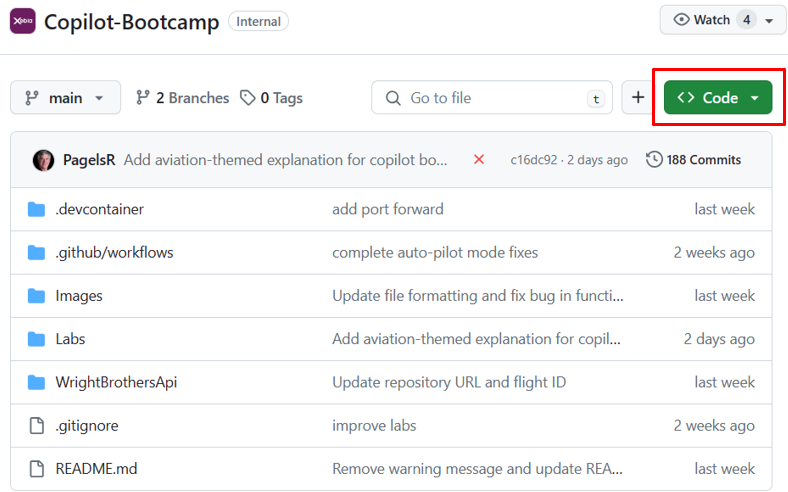 Xebia Copilot-Bootcamp Internal Watch 4
main 2 Branches 0 Tags Go to file t + <> Code
PagelsR Add aviation-themed explanation for copilot bo... c16dc92 · 2 days ago 188 Commits
.devcontainer add port forward last week
.github/workflows complete auto-pilot mode fixes 2 weeks ago
Images Update file formatting and fix bug in functi... last week
Labs Add aviation-themed explanation for copil... 2 days ago
WrightBrothersApi Update repository URL and flight ID last week
.gitignore improve labs 2 weeks ago
README.md Remove warning message and update REA... last week